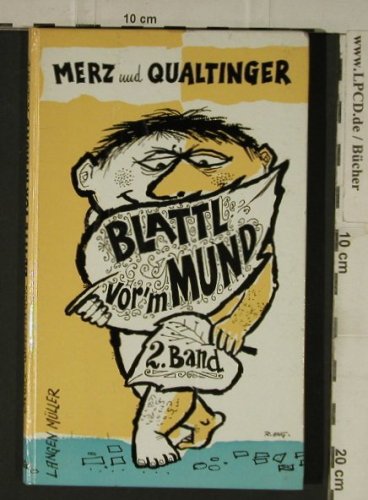 10 cm
MERZ und QUALTINGER
BLATTL
vor'm MUND
2. Band
LANGEN MÜLLER
www.LPCD.de / Bücher
10 cm
20 cm